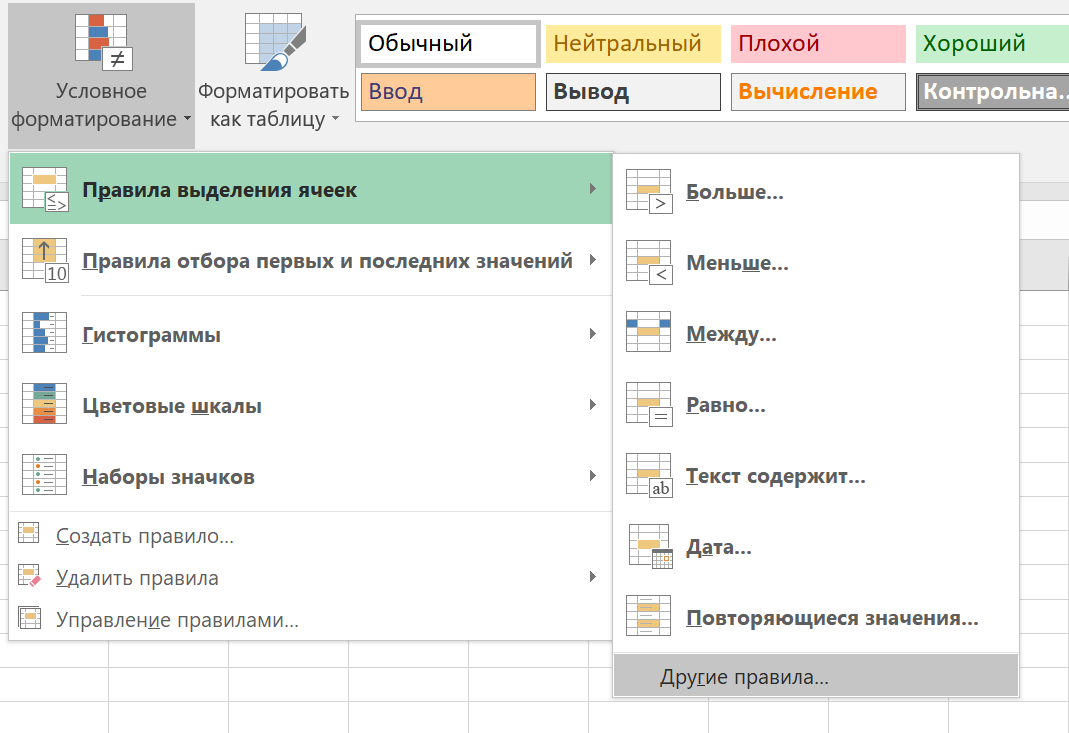 Условное форматирование
Форматировать как таблицу
Обычный
Нейтральный
Плохой
Хороший
Ввод
Вывод
Вычисление
Контрольна...
Правила выделения ячеек
Правила отбора первых и последних значений
10
Гистограммы
Цветовые шкалы
Наборы значков
Создать правило...
Удалить правила
Управление правилами...
Больше...
Меньше...
Между...
Равно...
ab
Текст содержит...
Дата...
Повторяющиеся значения...
Другие правила...